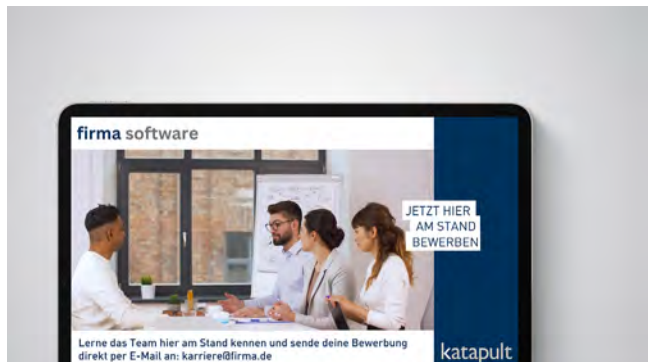 firma software
JETZT HIER
AM STAND
BEWERBEN
Lerne das Team hier am Stand kennen und sende deine Bewerbung
direkt per E-Mail an: karriere@firma.de
katapult